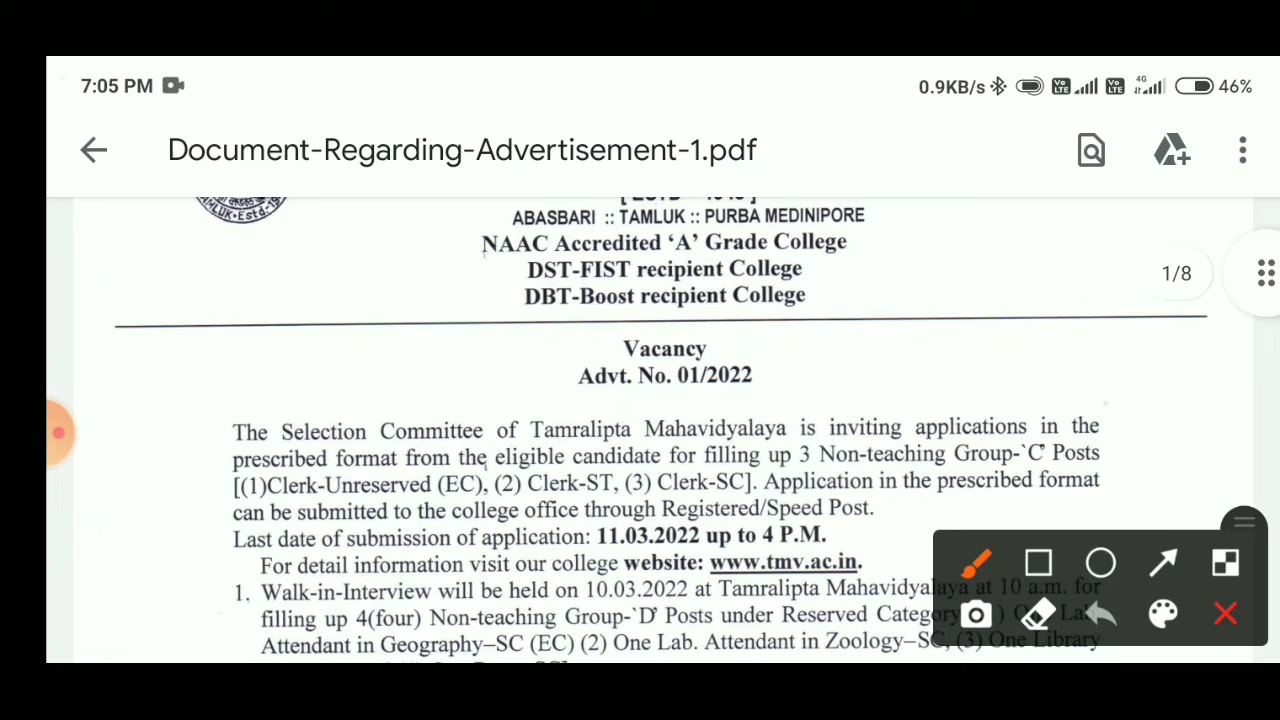 7:05 PM
0.9KB/s
Vo LTE
Vo LTE
4G
46%
Document-Regarding-Advertisement-1.pdf
ABASBARI :: TAMLUK :: PURBA MEDINIPORE
NAAC Accredited ‘A’ Grade College
DST-FIST recipient College
DBT-Boost recipient College
1/8
Vacancy
Advt. No. 01/2022
The Selection Committee of Tamralipta Mahavidyalaya is inviting applications in the
prescribed format from the eligible candidate for filling up 3 Non-teaching Group-`C' Posts
[(1)Clerk-Unreserved (EC), (2) Clerk-ST, (3) Clerk-SC]. Application in the prescribed format
can be submitted to the college office through Registered/Speed Post.
Last date of submission of application: 11.03.2022 up to 4 P.M.
For detail information visit our college website: www.tmv.ac.in.
1. Walk-in-Interview will be held on 10.03.2022 at Tamralipta Mahavidyalaya at 10 a.m. for
filling up 4(four) Non-teaching Group-`D' Posts under Reserved Category
Attendant in Geography–SC (EC) (2) One Lab. Attendant in Zoology–SC, (3) One Library